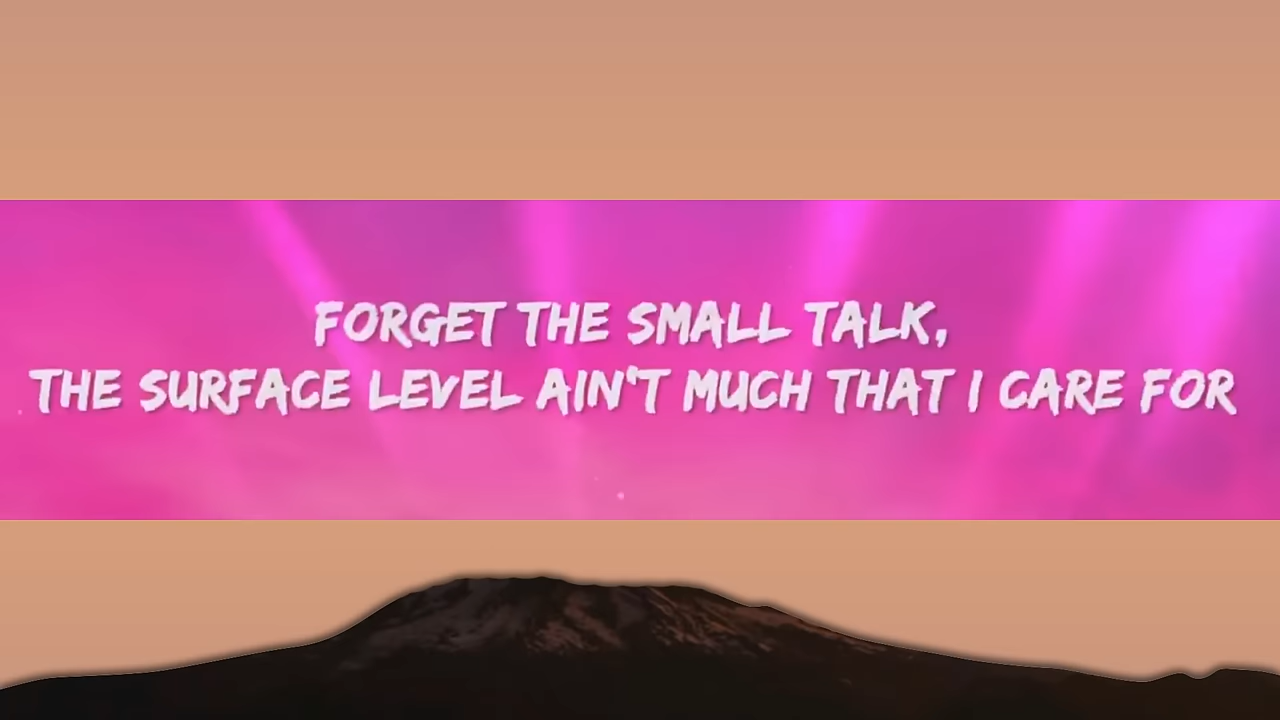 FORGET THE SMALL TALK,
THE SURFACE LEVEL AIN'T MUCH THAT I CARE FOR